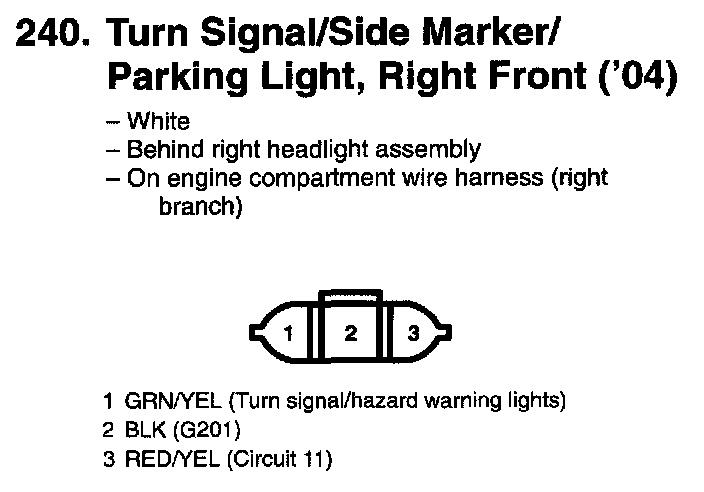 240. Turn Signal/Side Marker/
Parking Light, Right Front ('04)
– White
– Behind right headlight assembly
– On engine compartment wire harness (right
branch)
1 2 3
1 GRN/YEL (Turn signal/hazard warning lights)
2 BLK (G201)
3 RED/YEL (Circuit 11)